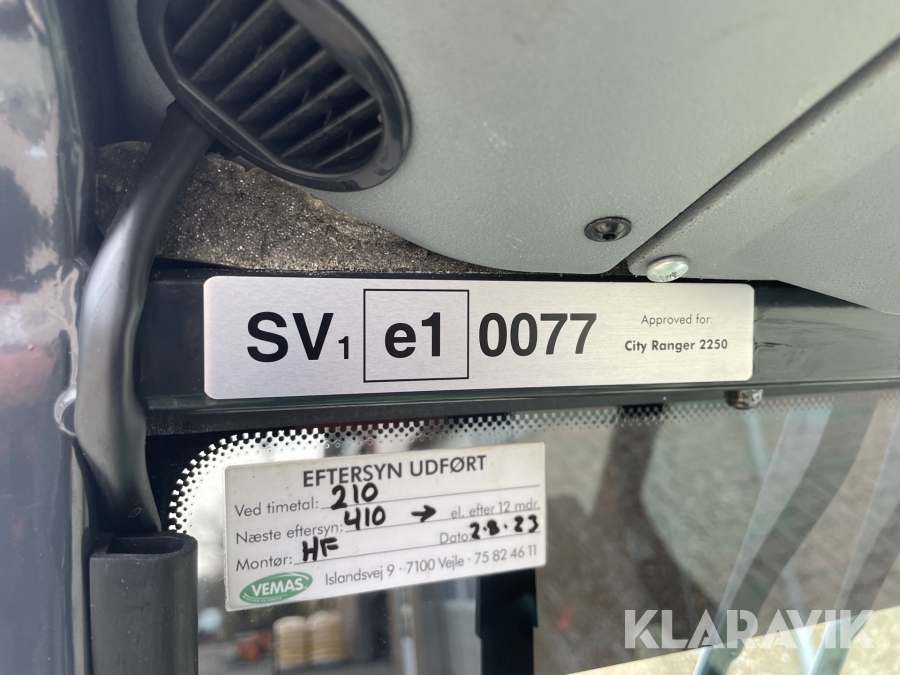 SV1 e1 0077
Approved for:
City Ranger 2250
EFTERSYN UDFØRT
Ved timetal: 210
Næste eftersyn: 410 → el. efter 12 mdr.
Montør: HF Dato: 2.8.23
VEMAS
Islandsvej 9 · 7100 Vejle · 75 82 46 11
KLARAVIK